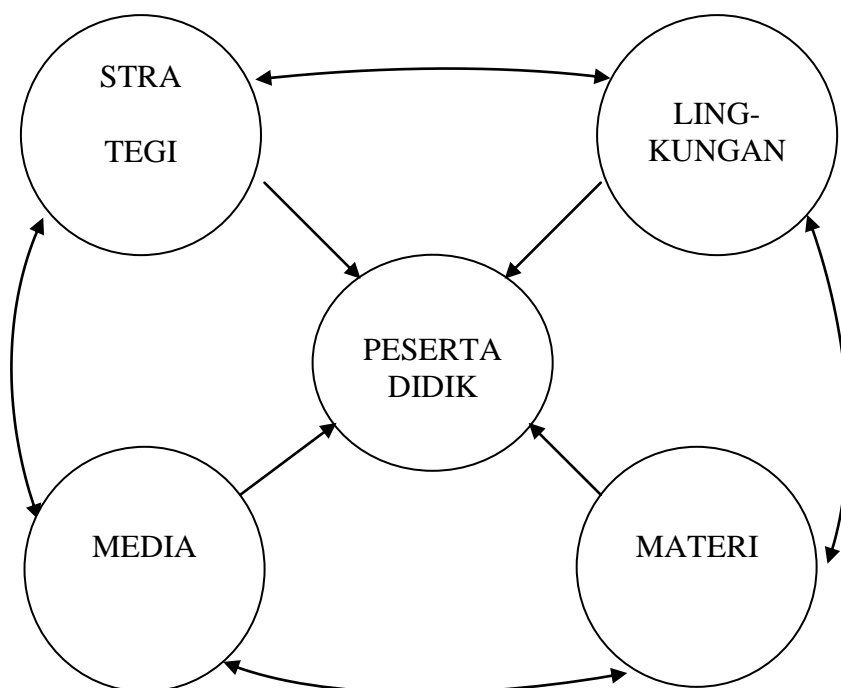 STRA
TEGI
LING-
KUNGAN
PESERTA
DIDIK
MEDIA
MATERI